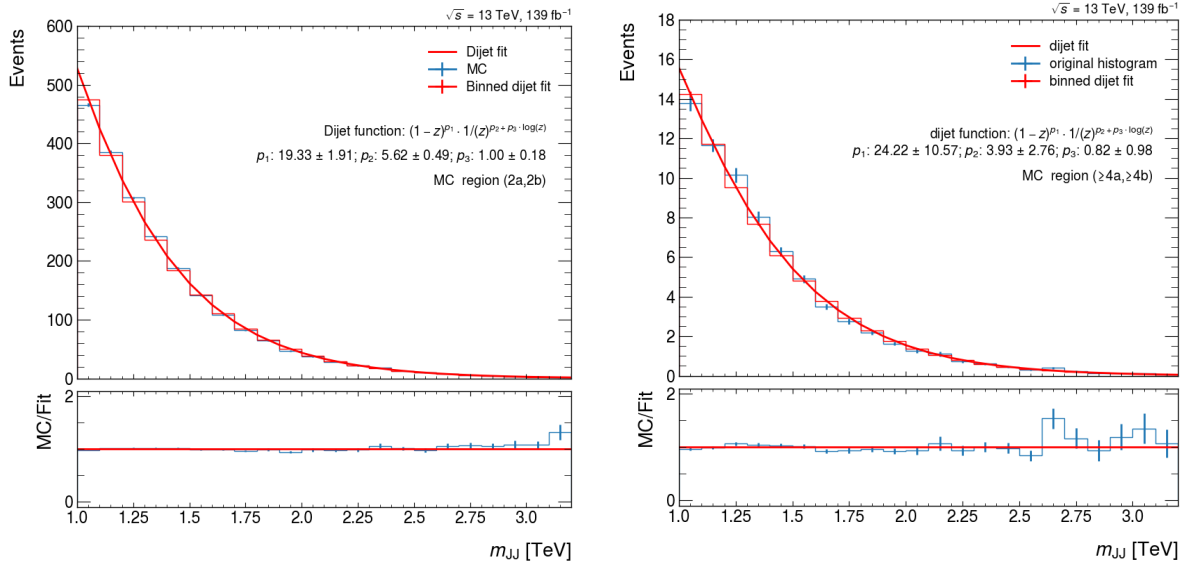 √s = 13 TeV, 139 fb⁻¹
Events
600
500
400
300
200
100
0
Dijet fit
MC
Binned dijet fit
Dijet function: (1 − z)^p₁ · 1/(z)^p₂+p₃·log(z)
p₁: 19.33 ± 1.91; p₂: 5.62 ± 0.49; p₃: 1.00 ± 0.18
MC region (2a,2b)
MC/Fit
2
1
0
1.0 1.25 1.5 1.75 2.0 2.25 2.5 2.75 3.0
m_JJ [TeV]
√s = 13 TeV, 139 fb⁻¹
Events
18
16
14
12
10
8
6
4
2
0
dijet fit
original histogram
binned dijet fit
dijet function: (1 − z)^p₁ · 1/(z)^p₂+p₃·log(z)
p₁: 24.22 ± 10.57; p₂: 3.93 ± 2.76; p₃: 0.82 ± 0.98
MC region (≥4a,≥4b)
MC/Fit
2
1
0
1.0 1.25 1.5 1.75 2.0 2.25 2.5 2.75 3.0
m_JJ [TeV]